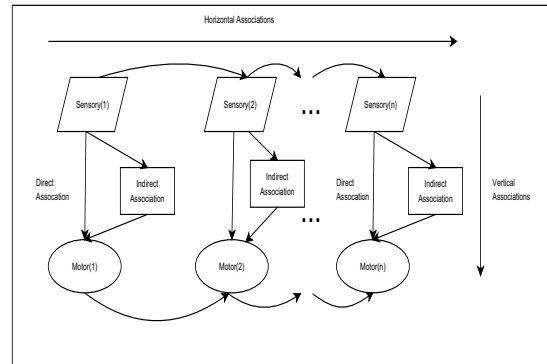 Horizontal Associations
Sensory(1)
Sensory(2)
...
Sensory(n)
Direct
Assocation
Indirect
Association
Indirect
Association
Direct
Assocation
Indirect
Association
Vertical
Associations
...
Motor(1)
Motor(2)
Motor(n)